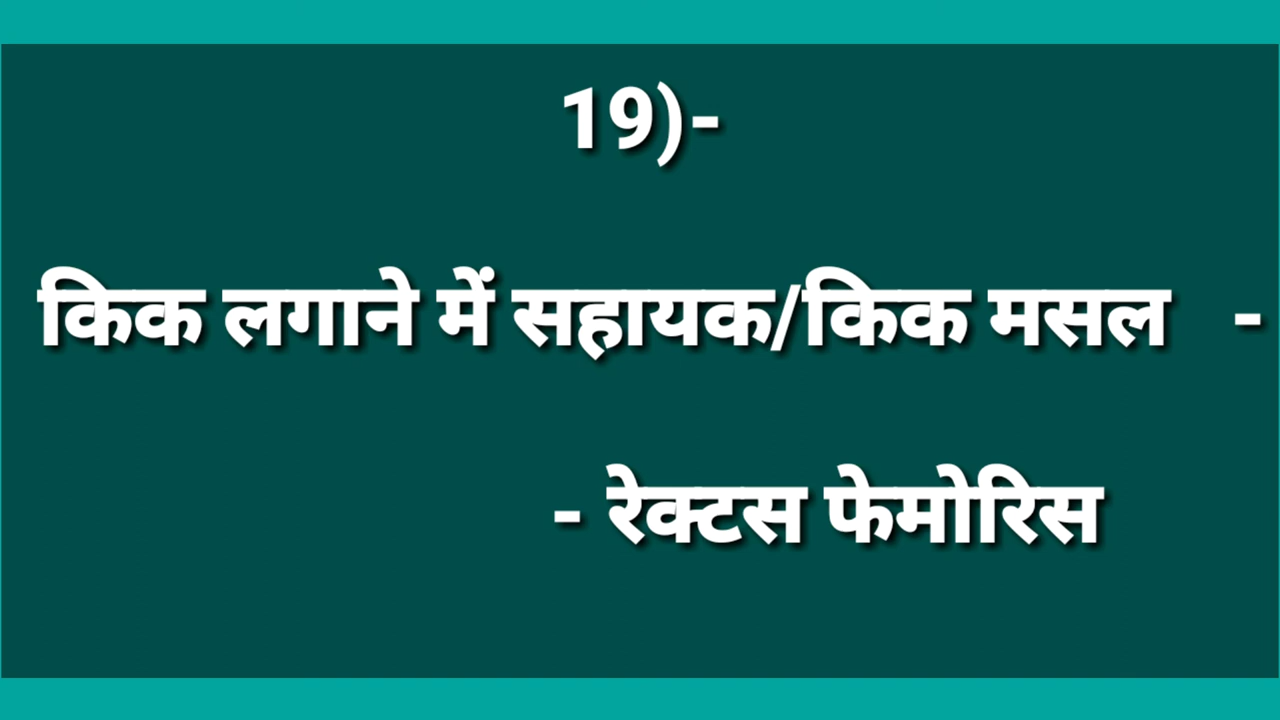 19)-
किक लगाने में सहायक/किक मसल -
- रेक्टस फेमोरिस